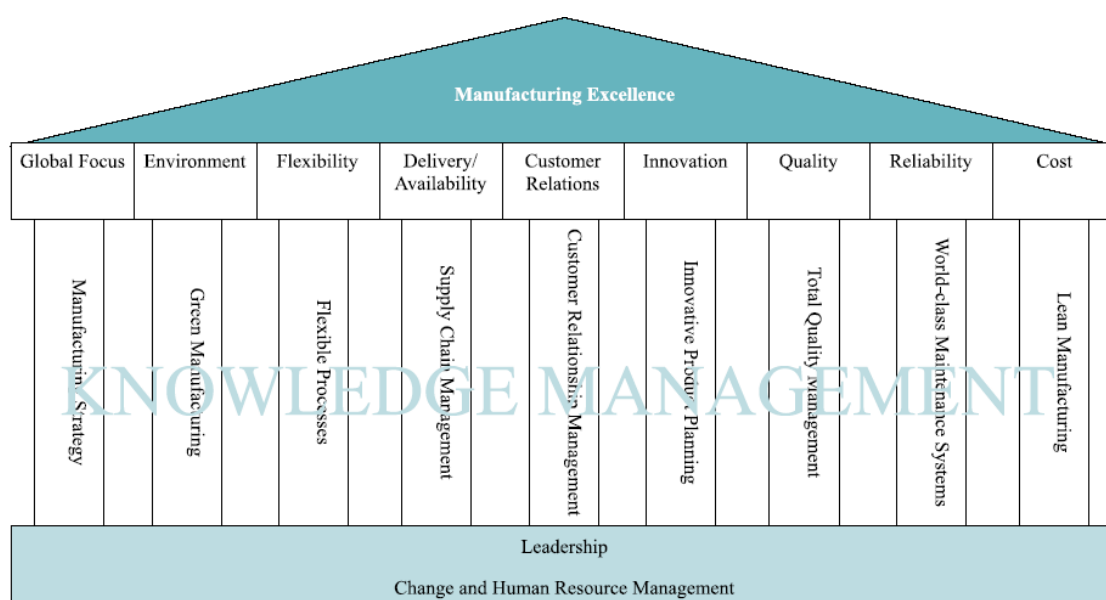 Manufacturing Excellence
Global Focus
Environment
Flexibility
Delivery/
Availability
Customer
Relations
Innovation
Quality
Reliability
Cost
Manufacturin Strategy
Green Manufacturing
Flexible Processes
Supply Chain Management
Customer Relationship Management
Innovative Product Planning
Total Quality Management
World-class Maintenance Systems
Lean Manufacturing
KNOWLEDGE MANAGEMENT
Leadership
Change and Human Resource Management